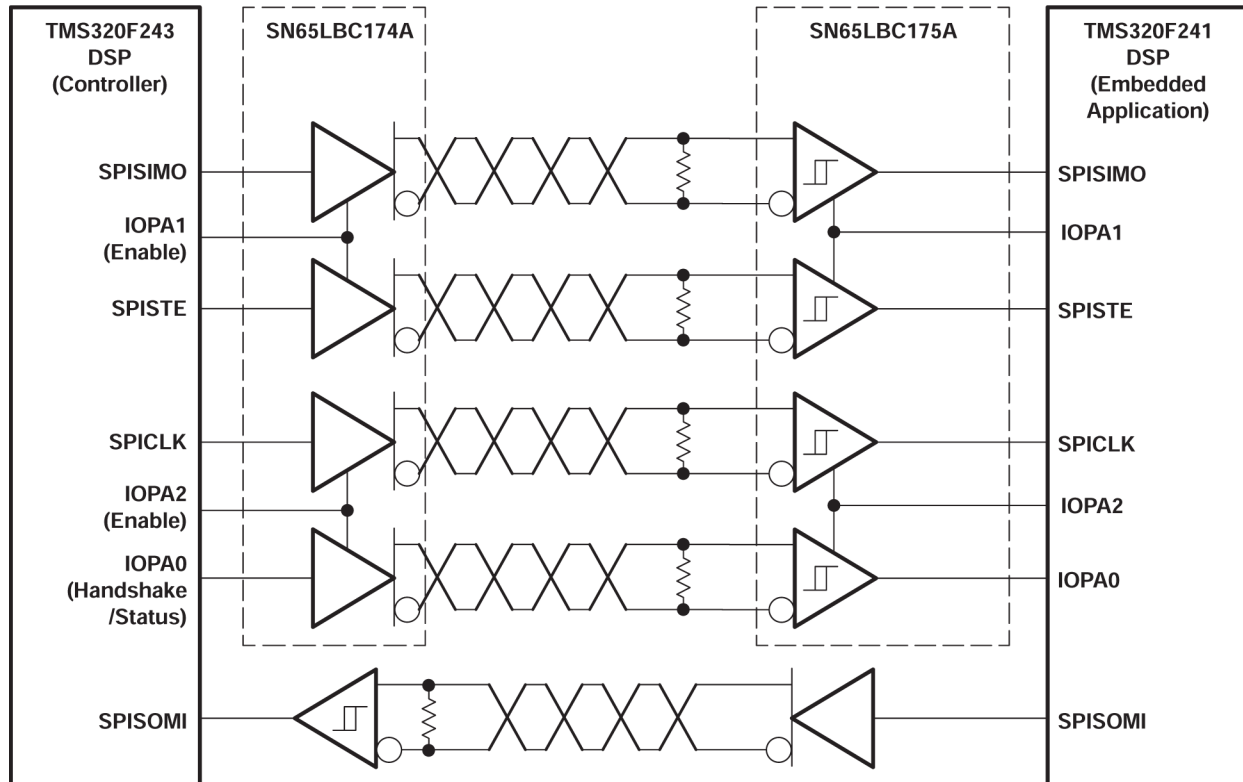 TMS320F243
DSP
(Controller)
SN65LBC174A
SN65LBC175A
TMS320F241
DSP
(Embedded
Application)
SPISIMO
SPISIMO
IOPA1
(Enable)
IOPA1
SPISTE
SPISTE
SPICLK
SPICLK
IOPA2
(Enable)
IOPA2
IOPA0
(Handshake
/Status)
IOPA0
SPISOMI
SPISOMI